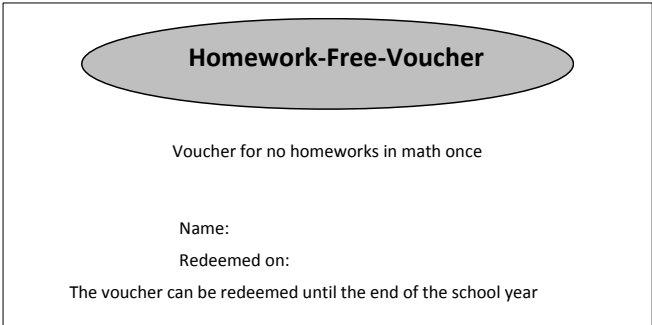 Homework-Free-Voucher
Voucher for no homeworks in math once
Name:
Redeemed on:
The voucher can be redeemed until the end of the school year